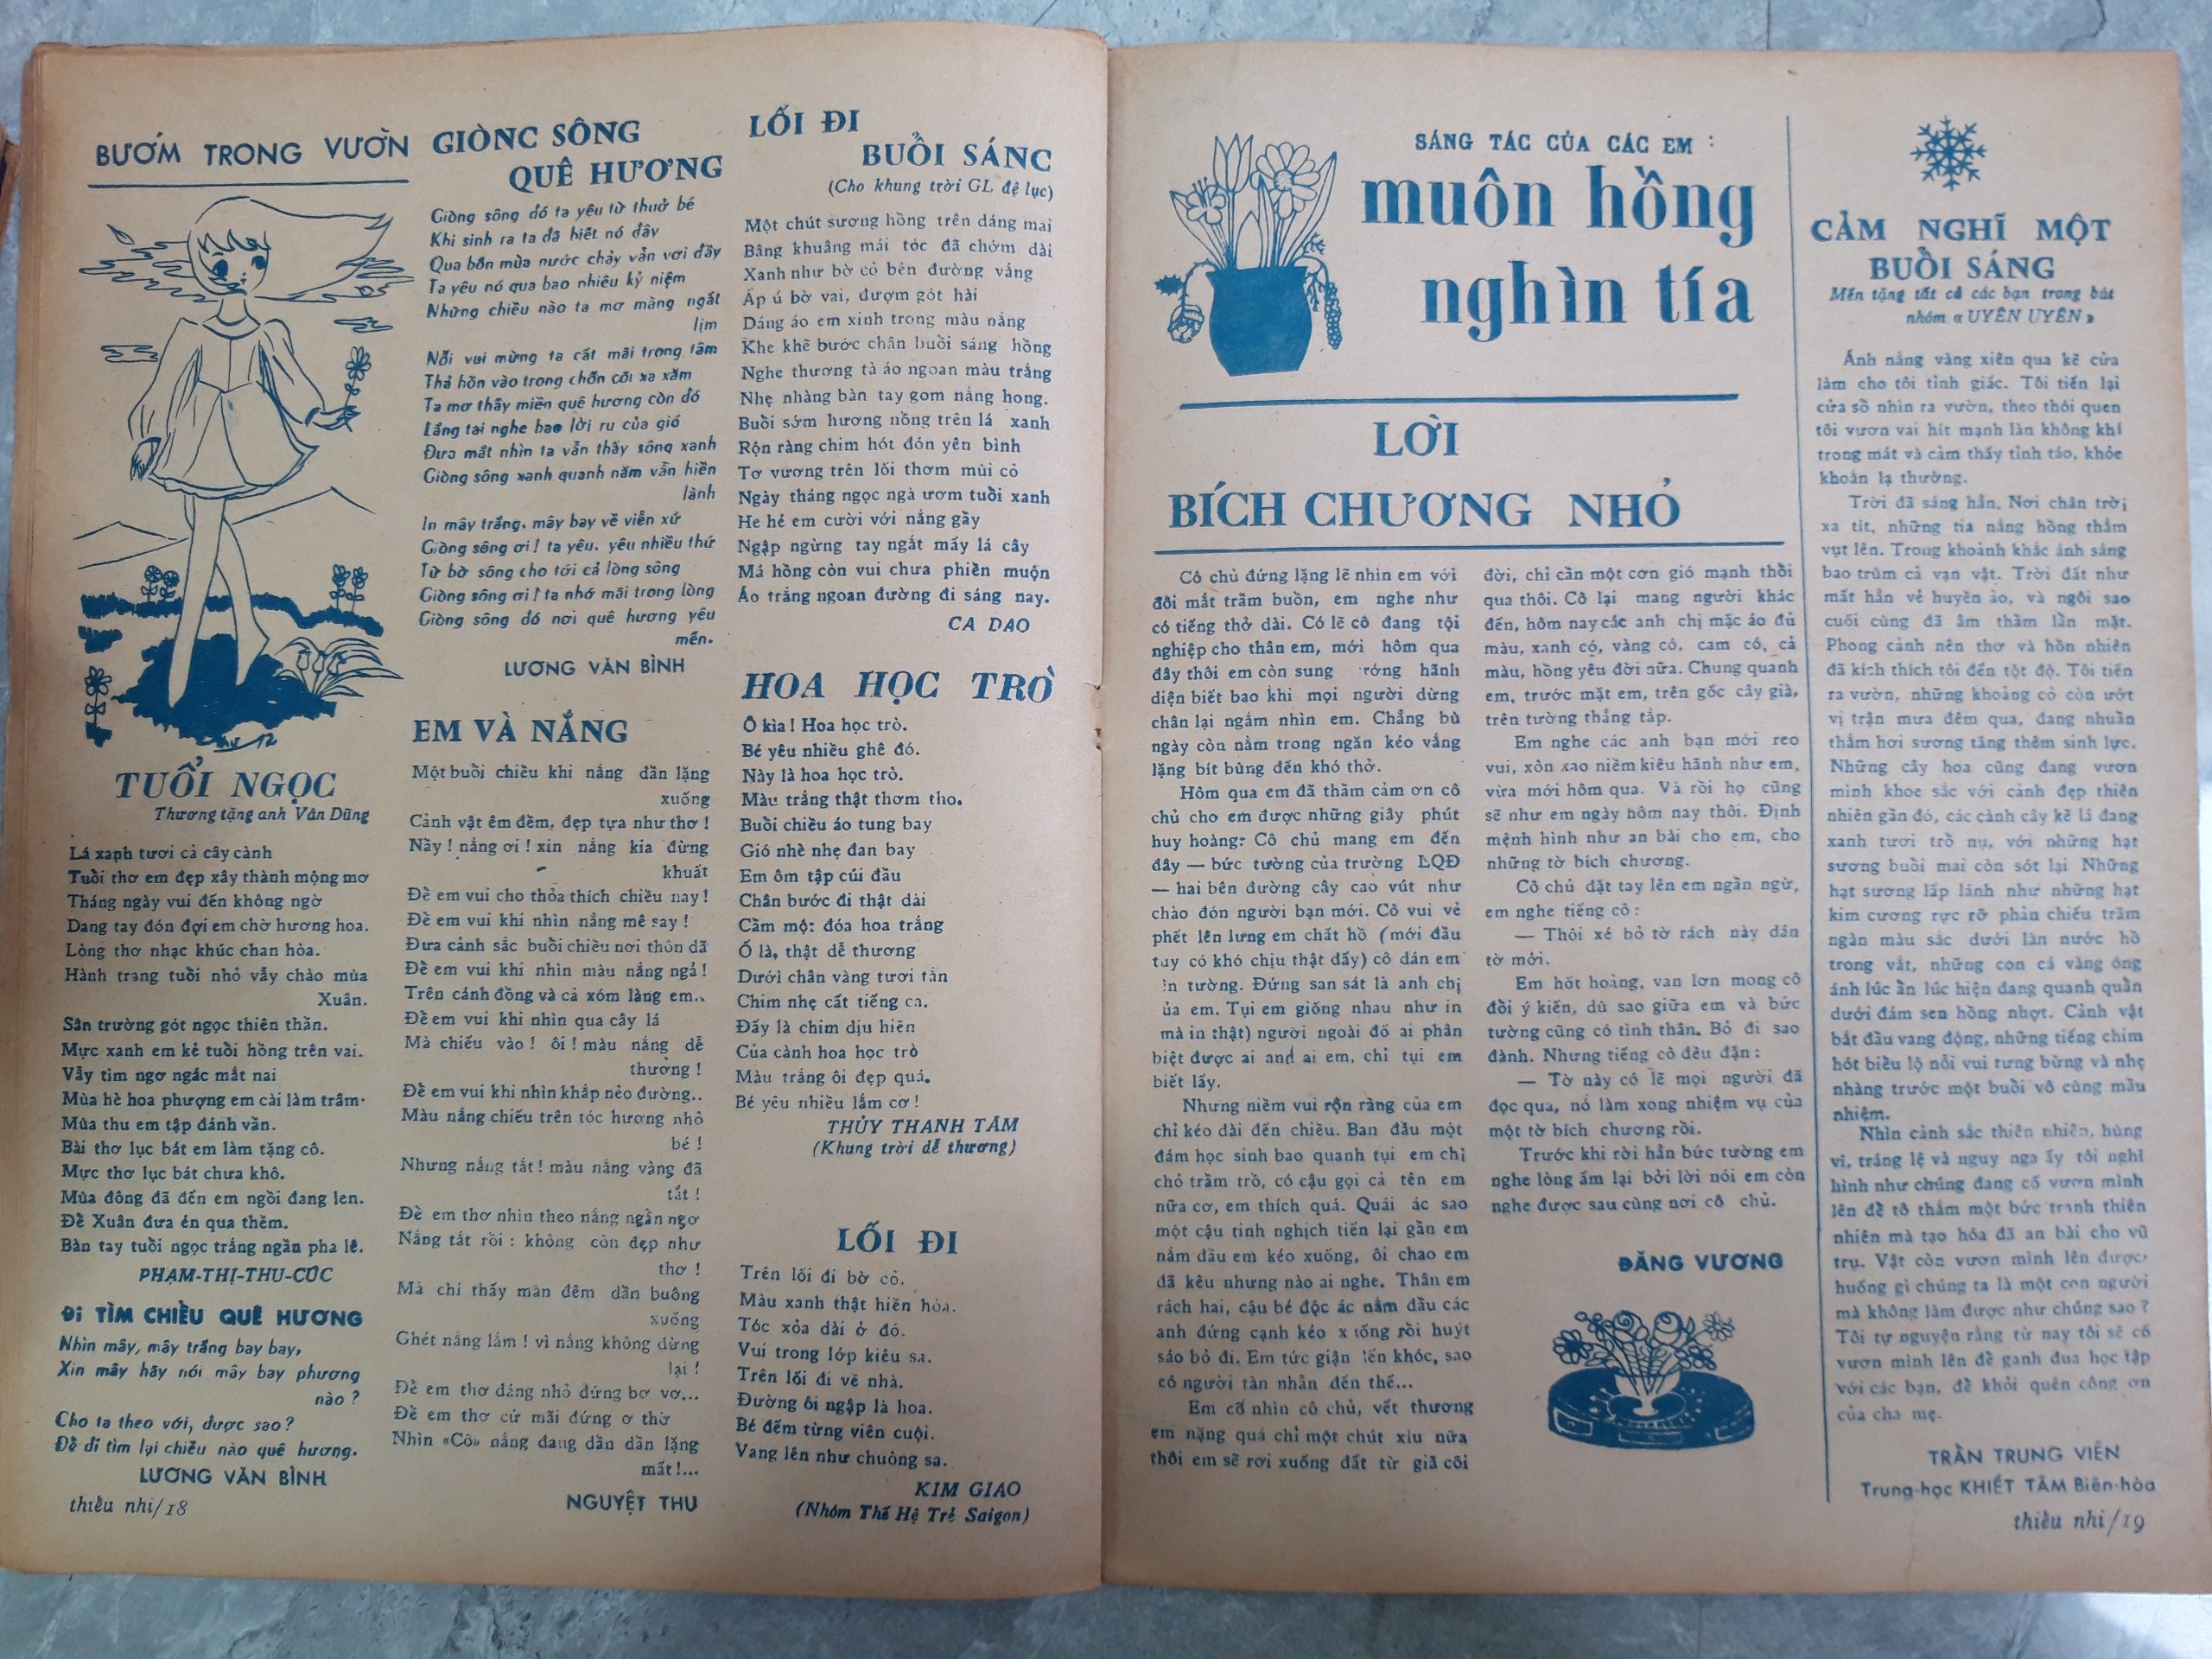 BƯỚM TRONG VƯỜN
TUỔI NGỌC
Thương tặng anh Vân Dũng
Lá xanh tươi cả cây cành
Tuổi thơ em đẹp xây thành mộng mơ
Tháng ngày vui đến không ngờ
Dang tay đón đợi em chờ hương hoa.
Lòng thơ nhạc khúc chan hòa.
Hành trang tuổi nhỏ vẫy chào mùa
Xuân.
Sân trường gót ngọc thiên thần.
Mực xanh em kẻ tuổi hồng trên vai.
Vẫy tìm ngơ ngác mắt nai
Mùa hè hoa phượng em cài làm trâm.
Mùa thu em tập đánh vần.
Bài thơ lục bát em làm tặng cô.
Mực thơ lục bát chưa khô.
Mùa đông đã đến em ngồi đang len.
Để Xuân đưa én qua thềm.
Bàn tay tuổi ngọc trắng ngần pha lê.
PHẠM-THỊ-THU-CÚC
Đi TÌM CHIỀU QUÊ HƯƠNG
Nhìn mây, mây trắng bay bay,
Xin mây hãy nói mây bay phương
nào ?
Cho ta theo với, được sao ?
Để đi tìm lại chiều nào quê hương.
LƯƠNG VĂN BÌNH
thiếu nhi/18
GIÒNC SÔNG
QUÊ HƯƠNG
Giòng sông đó ta yêu từ thuở bé
Khi sinh ra ta đã biết nó đây
Qua bốn mùa nước chảy vẫn vơi đầy
Ta yêu nó qua bao nhiêu kỷ niệm
Những chiều nào ta mơ màng ngất
lịm
Nỗi vui mừng ta cất mãi trong tâm
Thả hồn vào trong chốn cõi xa xăm
Ta mơ thấy miền quê hương còn đó
Lắng tai nghe bao lời ru của gió
Đưa mắt nhìn ta vẫn thấy sông xanh
Giòng sông xanh quanh năm vẫn hiền
lành
In mây trắng, mây bay về viễn xứ
Giòng sông ơi ! ta yêu, yêu nhiều thứ
Từ bờ sông cho tới cả lòng sông
Giòng sông ơi ! ta nhớ mãi trong lòng
Giòng sông đó nơi quê hương yêu
mến.
LƯƠNG VĂN BÌNH
EM VÀ NẮNG
Một buổi chiều khi nắng dần lặng
xuống
Cảnh vật êm đềm, đẹp tựa như thơ !
Nầy ! nắng ơi ! xin nắng kia đừng
khuất
Để em vui cho thỏa thích chiều nay !
Để em vui khi nhìn nắng mê say !
Đưa cảnh sắc buổi chiều nơi thôn dã
Để em vui khi nhìn màu nắng ngả !
Trên cánh đồng và cả xóm làng em..
Để em vui khi nhìn qua cây lá
Mà chiếu vào ! ôi ! màu nắng dễ
thường !
Để em vui khi nhìn khắp nẻo đường..
Màu nắng chiếu trên tóc hương nhỏ
bé !
Nhưng nắng tắt ! màu nắng vàng đã
tắt !
Để em thơ nhìn theo nắng ngẩn ngơ
Nắng tắt rồi : không còn đẹp như
thơ !
Mà chỉ thấy màn đêm dần buông
xuống
Ghét nắng lắm ! vì nắng không dừng
lại !
Để em thơ dáng nhỏ đứng bơ vơ...
Để em thơ cứ mãi đứng ơ thờ
Nhìn «Cô» nắng đang dần dần lặng
mất !...
NGUYỆT THU
LỐI ĐI
BUỔI SÁNC
(Cho khung trời GL đệ lục)
Một chút sương hồng trên dáng mai
Bâng khuâng mái tóc đã chớm dài
Xanh như bờ cỏ bên đường vắng
Ấp ủ bờ vai, đượm gót hài
Dáng áo em xinh trong màu nắng
Khe khẽ bước chân buổi sáng hồng
Nghe thương tà áo ngoan màu trắng
Nhẹ nhàng bàn tay gom nắng hong.
Buổi sớm hương nồng trên lá xanh
Rộn ràng chim hót đón yên bình
Tơ vương trên lối thơm mùi cỏ
Ngày tháng ngọc ngà ươm tuổi xanh
He hé em cười với nắng gầy
Ngập ngừng tay ngắt mấy lá cây
Má hồng còn vui chưa phiền muộn
Áo trắng ngoan đường đi sáng nay.
CA DAO
HOA HỌC TRÒ
Ô kìa ! Hoa học trò.
Bé yêu nhiều ghê đó.
Này là hoa học trò.
Màu trắng thật thơm tho.
Buổi chiều áo tung bay
Gió nhè nhẹ đan bay
Em ôm tập cúi đầu
Chân bước đi thật dài
Cầm một đóa hoa trắng
Ố là, thật dễ thương
Dưới chân vàng tươi tắn
Chim nhẹ cất tiếng ca.
Đấy là chim dịu hiền
Của cành hoa học trò
Màu trắng ôi đẹp quá.
Bé yêu nhiều lắm cơ !
THỦY THANH TÂM
(Khung trời dễ thương)
LỐI ĐI
Trên lối đi bờ cỏ.
Màu xanh thật hiền hòa.
Tóc xỏa dài ở đó.
Vui trong lớp kiêu sa.
Trên lối đi về nhà.
Đường ôi ngập là hoa.
Bé đếm từng viên cuội.
Vang lên như chuông sa.
KIM GIAO
(Nhóm Thế Hệ Trẻ Saigon)
SÁNG TÁC CỦA CÁC EM :
muôn hồng
nghìn tía
LỜI
BÍCH CHƯƠNG NHỎ
Cô chủ đứng lặng lẽ nhìn em với
đôi mắt trầm buồn, em nghe như
có tiếng thở dài. Có lẽ cô đang tội
nghiệp cho thân em, mới hôm qua
đây thôi em còn sung ướng hãnh
diện biết bao khi mọi người dừng
chân lại ngắm nhìn em. Chẳng bù
ngày còn nằm trong ngăn kéo vắng
lặng bít bùng đến khó thở.
Hôm qua em đã thầm cảm ơn cô
chủ cho em được những giây phút
huy hoàng: Cô chủ mang em đến
đây — bức tường của trường LQĐ
— hai bên đường cây cao vút như
chào đón người bạn mới. Cô vui vẻ
phết lên lưng em chất hồ (mới đầu
tuy có khó chịu thật đấy) cô dán em
ìn tường. Đứng san sát là anh chị
ủa em. Tụi em giống nhau như in
mà in thật) người ngoài đố ai phân
biệt được ai and ai em, chỉ tụi em
biết lấy.
Nhưng niềm vui rộn ràng của em
chỉ kéo dài đến chiều. Ban đầu một
đám học sinh bao quanh tụi em chỉ
chỏ trầm trồ, có cậu gọi cả tên em
nữa cơ, em thích quá. Quái ác sao
một cậu tinh nghịch tiến lại gần em
nắm đầu em kéo xuống, ôi chao em
đã kêu nhưng nào ai nghe. Thân em
rách hai, cậu bé độc ác nắm đầu các
anh đứng cạnh kéo x tống rồi huýt
sáo bỏ đi. Em tức giận lến khóc, sao
có người tàn nhẫn đến thế...
Em cố nhìn cô chủ, vết thương
em nặng quá chỉ một chút xíu nữa
thôi em sẽ rơi xuống đất từ giã cõi
đời, chỉ cần một cơn gió mạnh thổi
qua thôi. Cô lại mang người khác
đến, hôm nay các anh chị mặc áo đủ
màu, xanh có, vàng có, cam có, cả
màu, hồng yêu đời nữa. Chung quanh
em, trước mặt em, trên gốc cây già,
trên tường thẳng tắp.
Em nghe các anh bạn mới reo
vui, xôn xao niềm kiêu hãnh như em,
vừa mới hôm qua. Và rồi họ cũng
sẽ như em ngày hôm nay thôi. Định
mệnh hình như an bài cho em, cho
những tờ bích chương.
Cô chủ đặt tay lên em ngần ngừ,
em nghe tiếng cô :
— Thôi xé bỏ tờ rách này dán
tờ mới.
Em hốt hoảng, van lơn mong cô
đổi ý kiến, dù sao giữa em và bức
tường cũng có tình thân. Bỏ đi sao
đành. Nhưng tiếng cô đều đặn :
— Tờ này có lẽ mọi người đã
đọc qua, nó làm xong nhiệm vụ của
một tờ bích chương rồi.
Trước khi rời hẳn bức tường em
nghe lòng ấm lại bởi lời nói em còn
nghe được sau cùng nơi cô chủ.
ĐĂNG VƯƠNG
CẢM NGHĨ MỘT
BUỔI SÁNG
Mến tặng tất cả các bạn trong bút
nhóm « UYÊN UYÊN »
Ánh nắng vàng xiên qua kẽ cửa
làm cho tôi tỉnh giấc. Tôi tiến lại
cửa sổ nhìn ra vườn, theo thói quen
tôi vươn vai hít mạnh làn không khí
trong mát và cảm thấy tỉnh táo, khỏe
khoắn lạ thường.
Trời đã sáng hẳn. Nơi chân trời
xa tít, những tia nắng hồng thắm
vụt lên. Trong khoảnh khắc ánh sáng
bao trùm cả vạn vật. Trời đất như
mất hẳn vẻ huyền ảo, và ngôi sao
cuối cùng đã âm thầm lẩn mặt.
Phong cảnh nên thơ và hồn nhiên
đã kích thích tôi đến tột độ. Tôi tiến
ra vườn, những khoảng cỏ còn ướt
vị trận mưa đêm qua, đang nhuần
thấm hơi sương tăng thêm sinh lực.
Những cây hoa cũng đang vươn
mình khoe sắc với cảnh đẹp thiên
nhiên gần đó, các cành cây kẽ lá đang
xanh tươi trổ nụ, với những hạt
sương buổi mai còn sót lại Những
hạt sương lấp lánh như những hạt
kim cương rực rỡ phản chiếu trăm
ngàn màu sắc dưới làn nước hồ
trong vắt, những con cá vàng óng
ánh lúc ẩn lúc hiện đang quanh quẩn
dưới đám sen hồng nhợt. Cảnh vật
bắt đầu vang động, những tiếng chim
hót biểu lộ nỗi vui tưng bừng và nhẹ
nhàng trước một buổi vô cùng mầu
nhiệm.
Nhìn cảnh sắc thiên nhiên, hùng
vĩ, tráng lệ và nguy nga ấy tôi nghĩ
hình như chúng đang cố vươn mình
lên để tô thắm một bức tranh thiên
nhiên mà tạo hóa đã an bài cho vũ
trụ. Vật còn vươn mình lên được,
huống gì chúng ta là một con người
mà không làm được như chúng sao ?
Tôi tự nguyện rằng từ nay tôi sẽ cố
vươn mình lên để ganh đua học tập
với các bạn, để khỏi quên công ơn
của cha mẹ.
TRẦN TRUNG VIÊN
Trung-học KHIẾT TÂM Biên-hòa
thiếu nhi/19